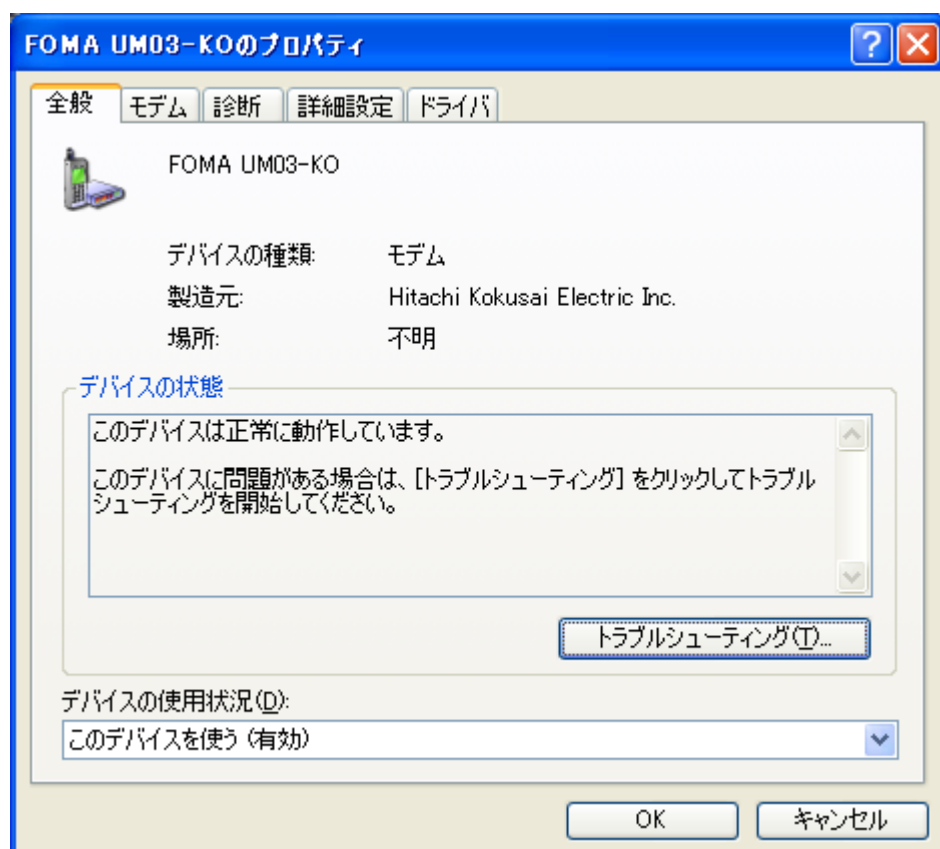 FOMA UM03-KOのプロパティ
全般 モデム 診断 詳細設定 ドライバ
FOMA UM03-KO
デバイスの種類: モデム
製造元: Hitachi Kokusai Electric Inc.
場所: 不明
デバイスの状態
このデバイスは正常に動作しています。
このデバイスに問題がある場合は、[トラブルシューティング] をクリックしてトラブル
シューティングを開始してください。
トラブルシューティング(T)...
デバイスの使用状況(D):
このデバイスを使う (有効)
OK キャンセル